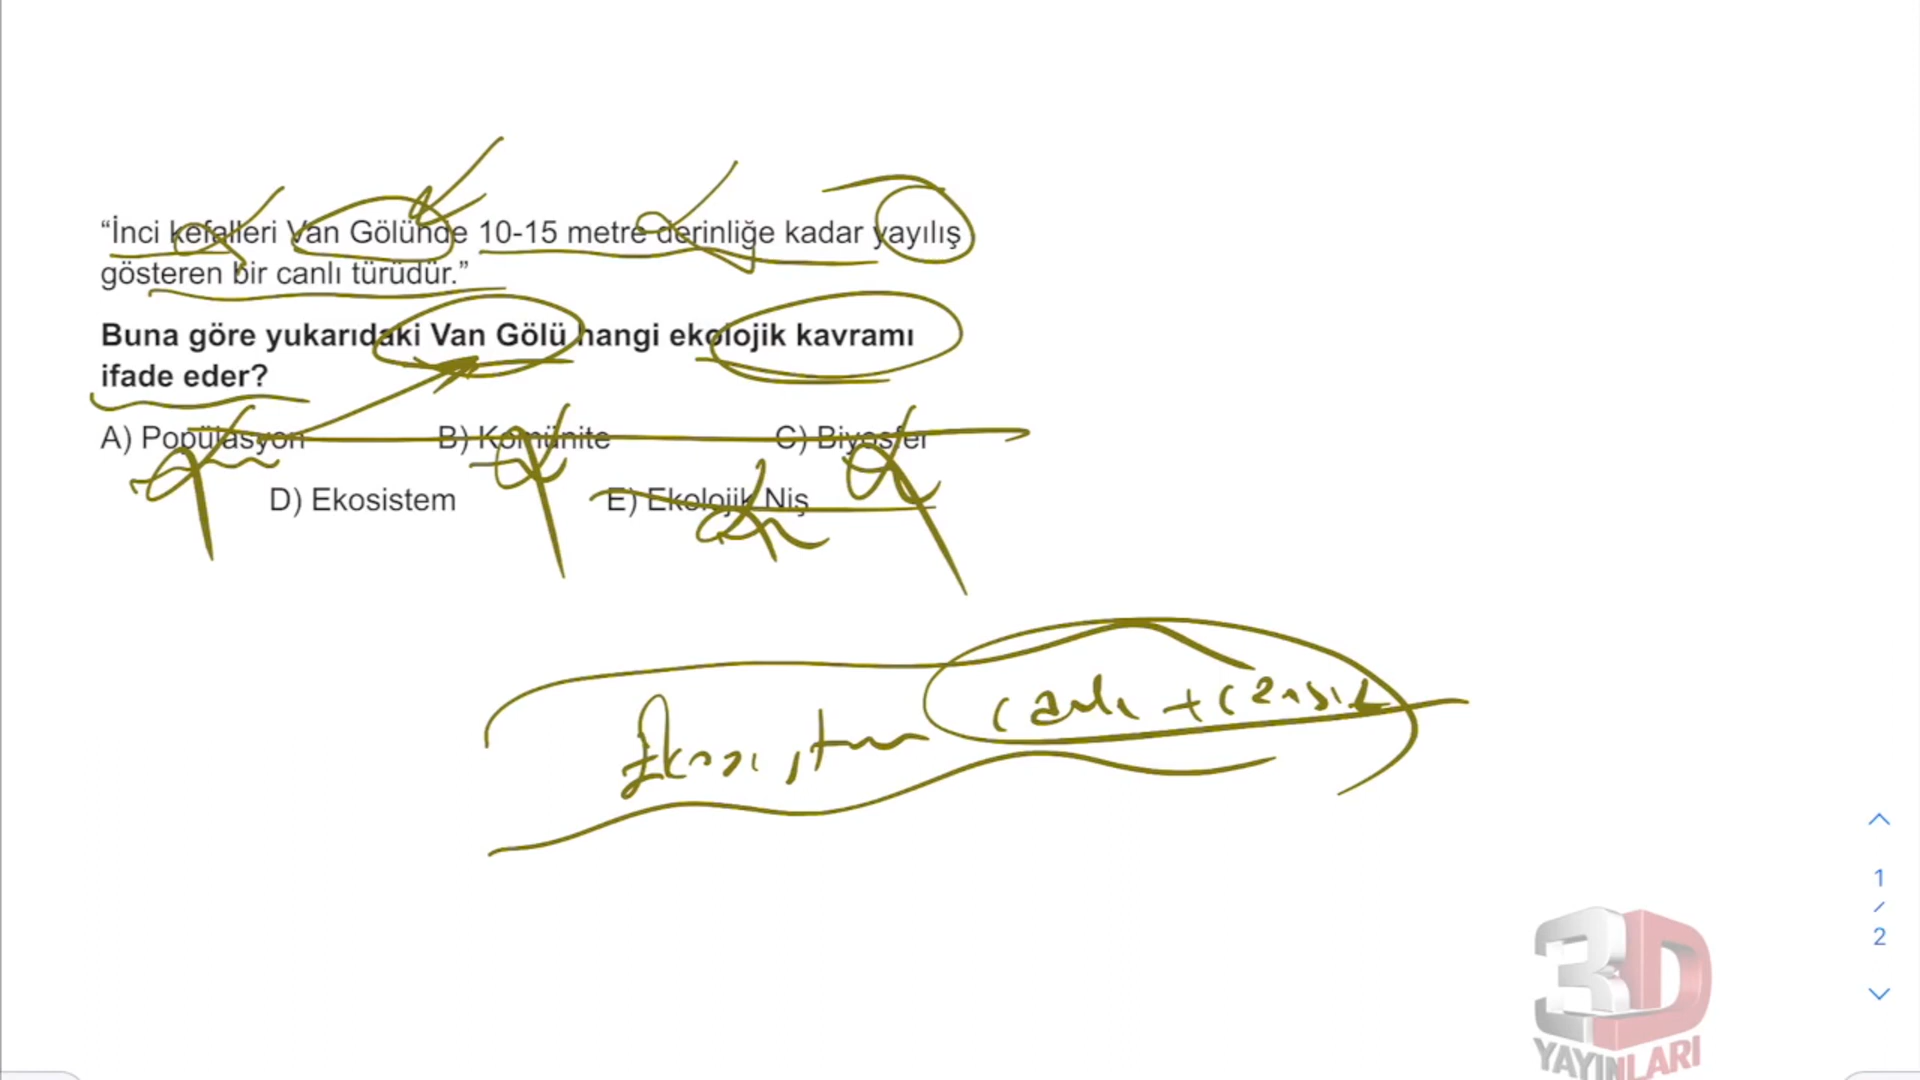 “İnci kefalleri Van Gölünde 10-15 metre derinliğe kadar yayılış
gösteren bir canlı türüdür.”
Buna göre yukarıdaki Van Gölü hangi ekolojik kavramı
ifade eder?
A) Popülasyon B) Komünite C) Biyosfer
D) Ekosistem E) Ekolojik Niş
Ekosistem canlı + cansız
1
/
2
3D
YAYINLARI